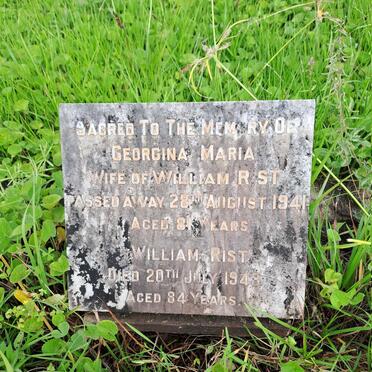 SACRED TO THE MEMORY OF
GEORGINA MARIA
WIFE OF WILLIAM RIST
PASSED AWAY 28TH AUGUST 1941
AGED YEARS
WILLIAM RIST
DIED 20TH JULY
AGED 84 YEARS